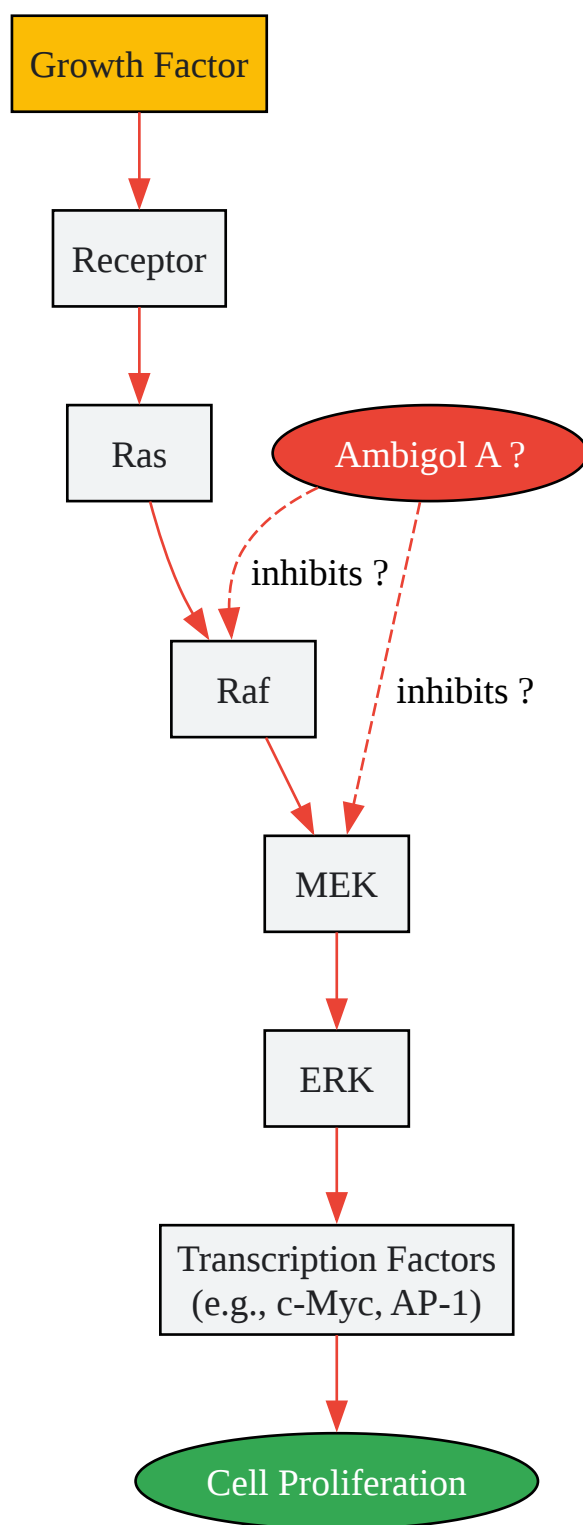 Growth Factor
Receptor
Ras
Ambigol A ?
inhibits ?
Raf
inhibits ?
MEK
ERK
Transcription Factors
(e.g., c-Myc, AP-1)
Cell Proliferation